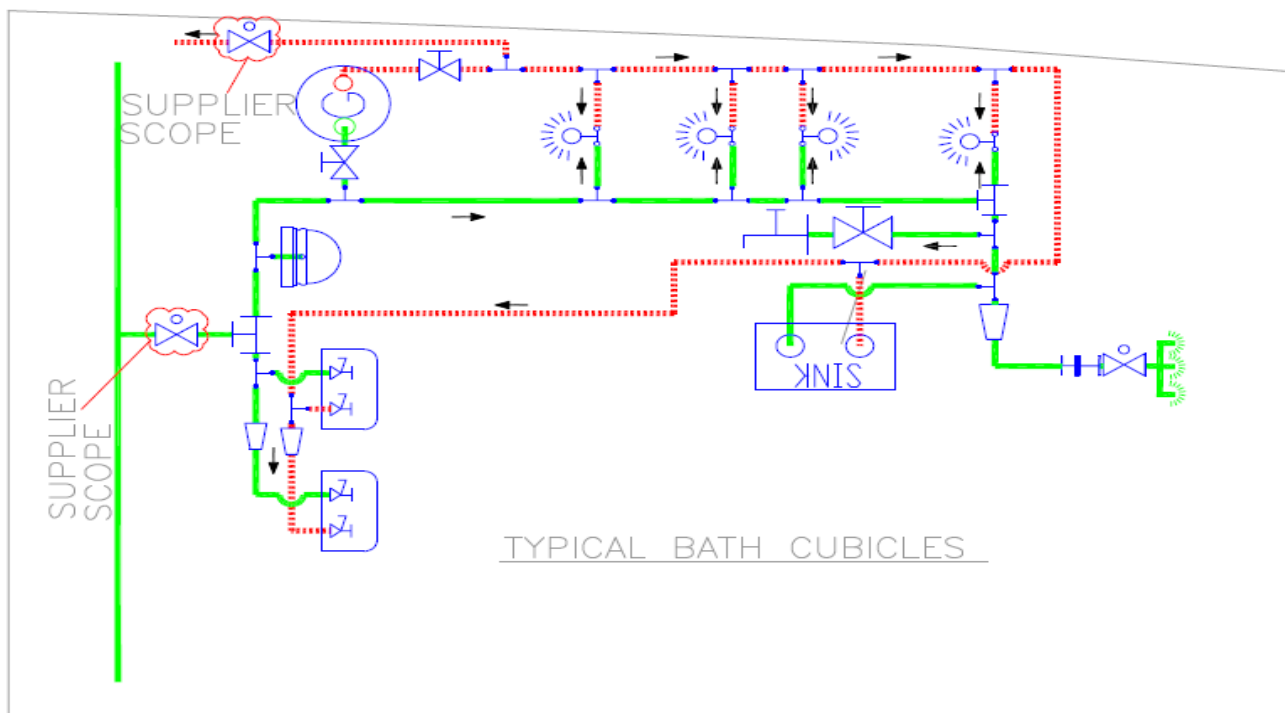 SUPPLIER
SCOPE
G
SUPPLIER
SCOPE
SINK
TYPICAL BATH CUBICLES